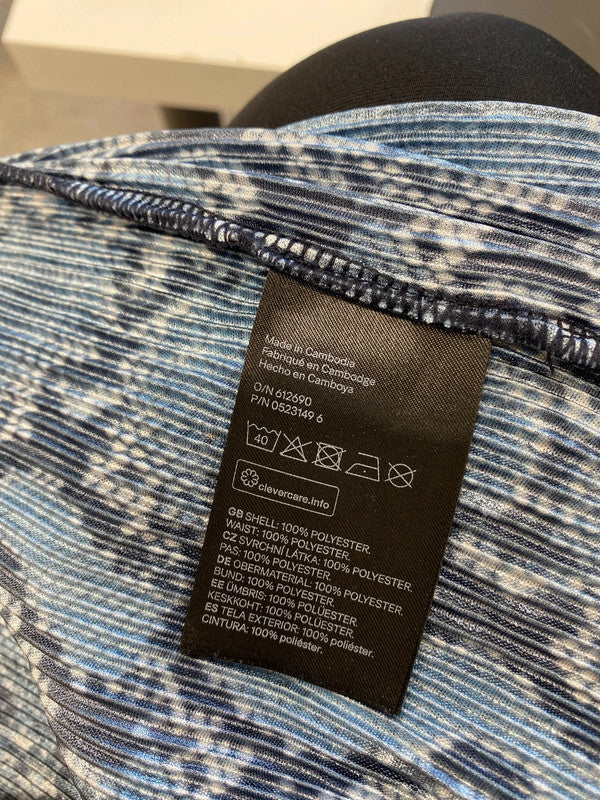 Made in Cambodia
Fabriqué en Cambodge
Hecho en Camboya
O/N 612690
P/N 0523149 6
40
clevercare.info
GB SHELL: 100% POLYESTER.
WAIST: 100% POLYESTER.
CZ SVRCHNÍ LÁTKA: 100% POLYESTER.
PAS: 100% POLYESTER.
DE OBERMATERIAL: 100% POLYESTER.
BUND: 100% POLYESTER.
EE ÜMBRIS: 100% POLÜESTER.
KESKKOHT: 100% POLÜESTER.
ES TELA EXTERIOR: 100% POLIÉSTER.
CINTURA: 100% poliéster.